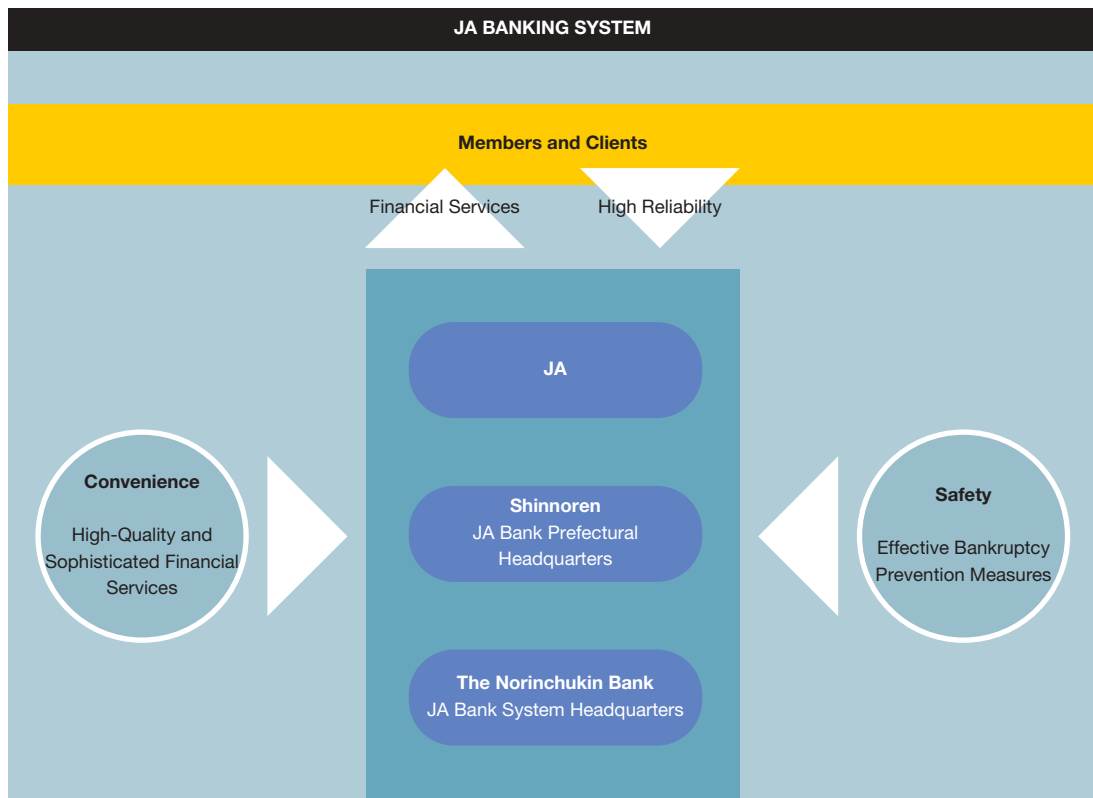 JA BANKING SYSTEM
Members and Clients
Financial Services
High Reliability
JA
Convenience
High-Quality and
Sophisticated Financial
Services
Shinnoren
JA Bank Prefectural
Headquarters
Safety
Effective Bankruptcy
Prevention Measures
The Norinchukin Bank
JA Bank System Headquarters